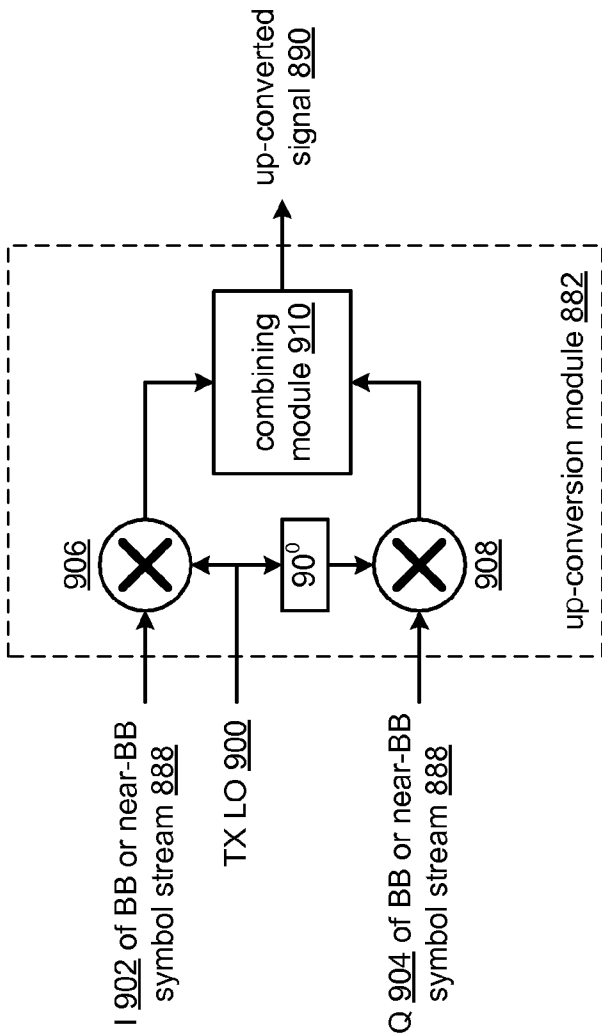 I 902 of BB or near-BB
symbol stream 888
TX LO 900
Q 904 of BB or near-BB
symbol stream 888
906
90⁰
908
combining
module 910
up-conversion module 882
up-converted
signal 890